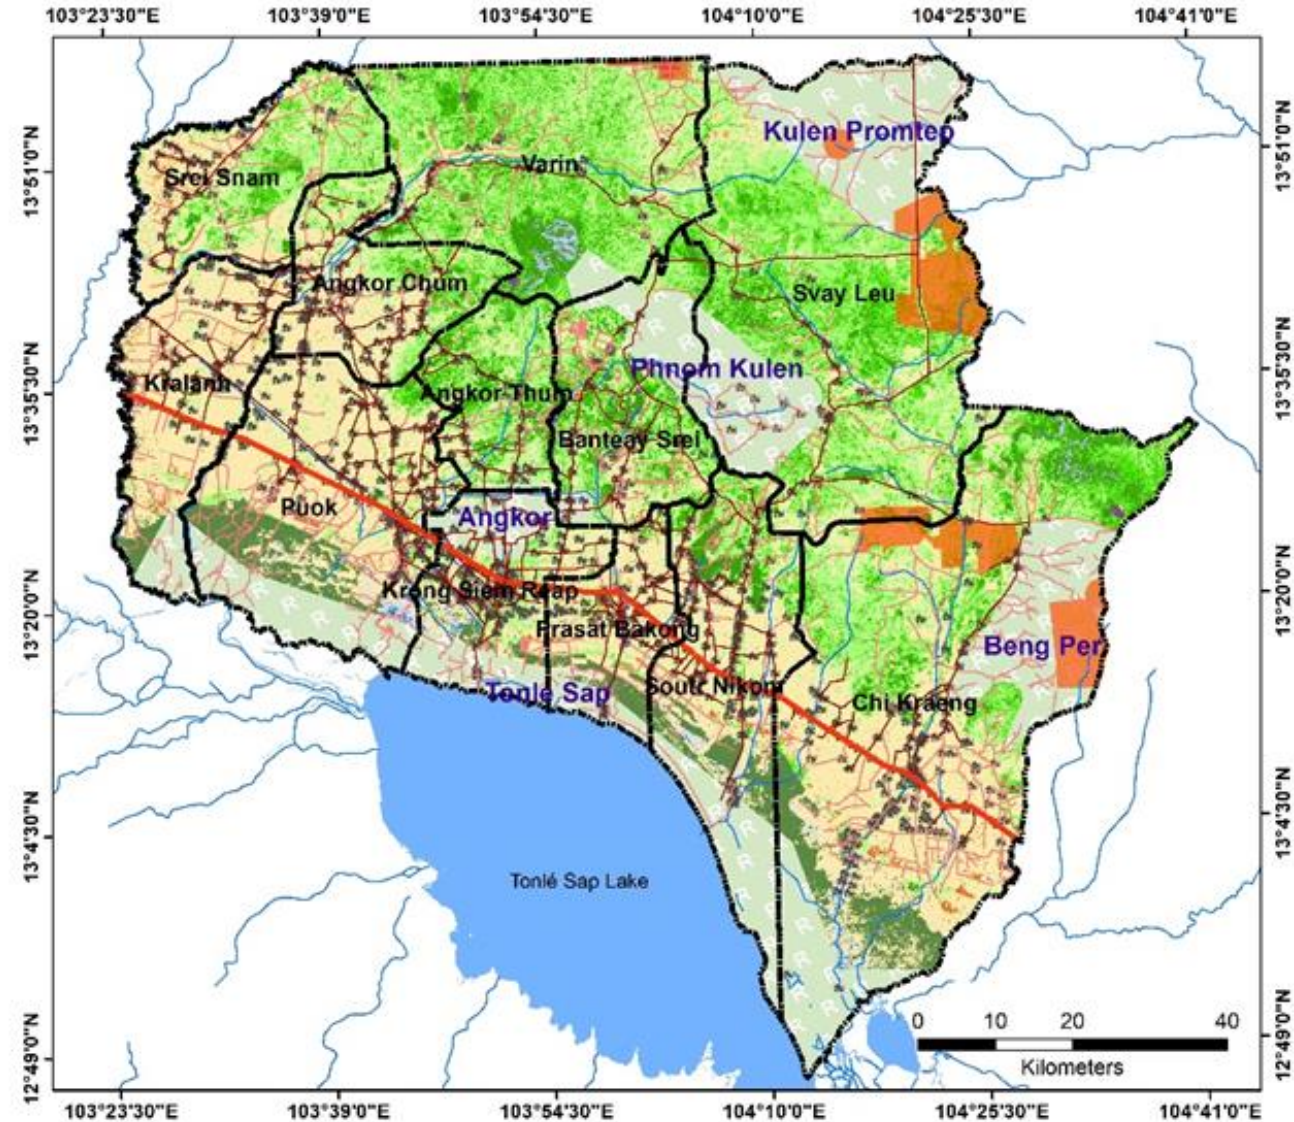 103°23'30"E 103°39'0"E 103°54'30"E 104°10'0"E 104°25'30"E 104°41'0"E
13°51'0"N
13°51'0"N
Kulen Promtep
Varin
Srei Snam
Angkor Chum
Svay Leu
Phnom Kulen
Kralanh
Angkor Thum
13°35'30"N
13°35'30"N
Banteay Srei
Puok
Angkor
Krong Siem Reap
13°20'0"N
13°20'0"N
Prasat Bakong
Beng Per
Tonle Sap
Soutr Nikom
Chi Kraeng
13°4'30"N
13°4'30"N
Tonlé Sap Lake
0 10 20 40
Kilometers
12°49'0"N
12°49'0"N
103°23'30"E 103°39'0"E 103°54'30"E 104°10'0"E 104°25'30"E 104°41'0"E